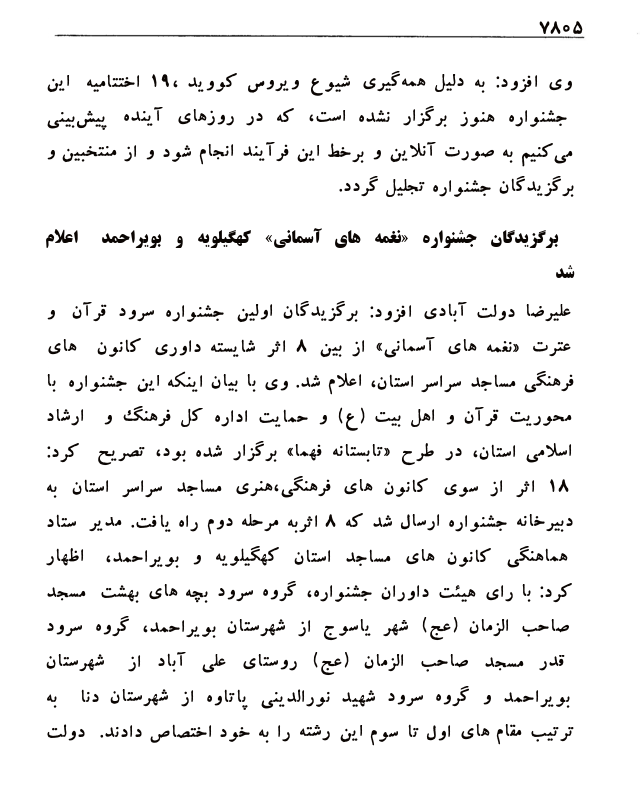 ۷۸۰۵
وی افزود: به دلیل همه‌گیری شیوع ویروس کووید ،۱۹ اختتامیه این
جشنواره هنوز برگزار نشده است، که در روزهای آینده پیش‌بینی
می‌کنیم به صورت آنلاین و برخط این فرآیند انجام شود و از منتخبین و
برگزیدگان جشنواره تجلیل گردد.
برگزیدگان جشنواره «نغمه های آسمانی» کهگیلویه و بویراحمد اعلام
شد
علیرضا دولت آبادی افزود: برگزیدگان اولین جشنواره سرود قرآن و
عترت «نغمه های آسمانی» از بین ۸ اثر شایسته داوری کانون های
فرهنگی مساجد سراسر استان، اعلام شد. وی با بیان اینکه این جشنواره با
محوریت قرآن و اهل بیت (ع) و حمایت اداره کل فرهنگ و ارشاد
اسلامی استان، در طرح «تابستانه فهما» برگزار شده بود، تصریح کرد:
۱۸ اثر از سوی کانون های فرهنگی،هنری مساجد سراسر استان به
دبیرخانه جشنواره ارسال شد که ۸ اثربه مرحله دوم راه یافت. مدیر ستاد
هماهنگی کانون های مساجد استان کهگیلویه و بویراحمد، اظهار
کرد: با رای هیئت داوران جشنواره، گروه سرود بچه های بهشت مسجد
صاحب الزمان (عج) شهر یاسوج از شهرستان بویراحمد، گروه سرود
قدر مسجد صاحب الزمان (عج) روستای علی آباد از شهرستان
بویراحمد و گروه سرود شهید نورالدینی پاتاوه از شهرستان دنا به
ترتیب مقام های اول تا سوم این رشته را به خود اختصاص دادند. دولت